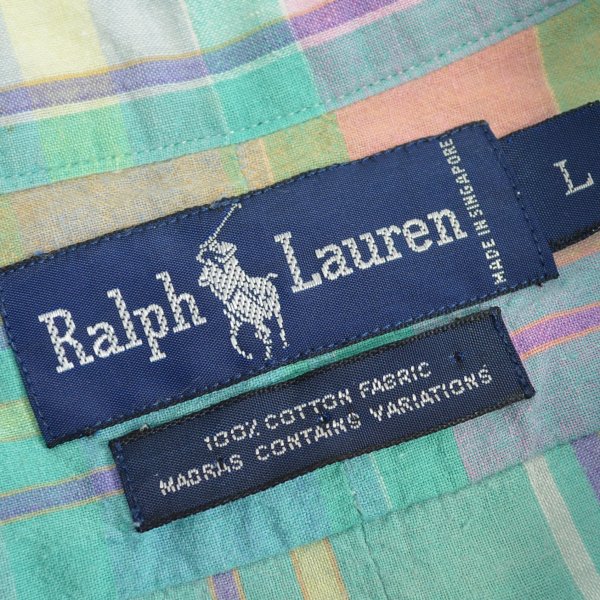 Ralph Lauren
MADE IN SINGAPORE
L
100% COTTON FABRIC
MADRAS CONTAINS VARIATIONS